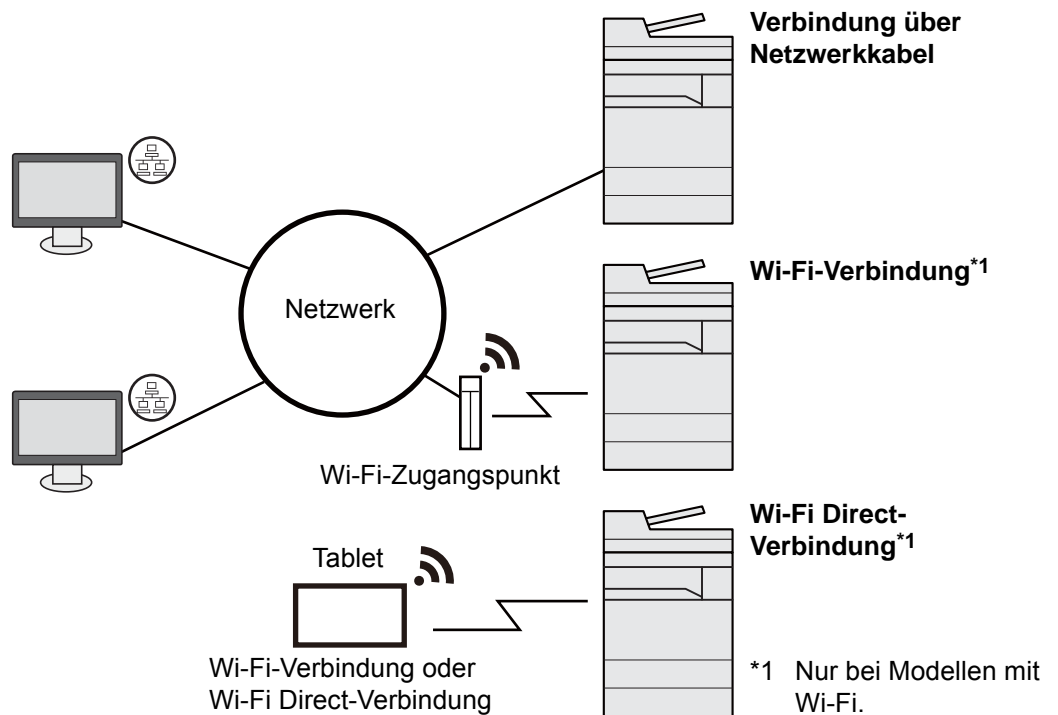 Verbindung über
Netzwerkkabel
Netzwerk
Wi-Fi-Verbindung*1
Wi-Fi-Zugangspunkt
Wi-Fi Direct-
Verbindung*1
Tablet
Wi-Fi-Verbindung oder
Wi-Fi Direct-Verbindung
*1 Nur bei Modellen mit
Wi-Fi.